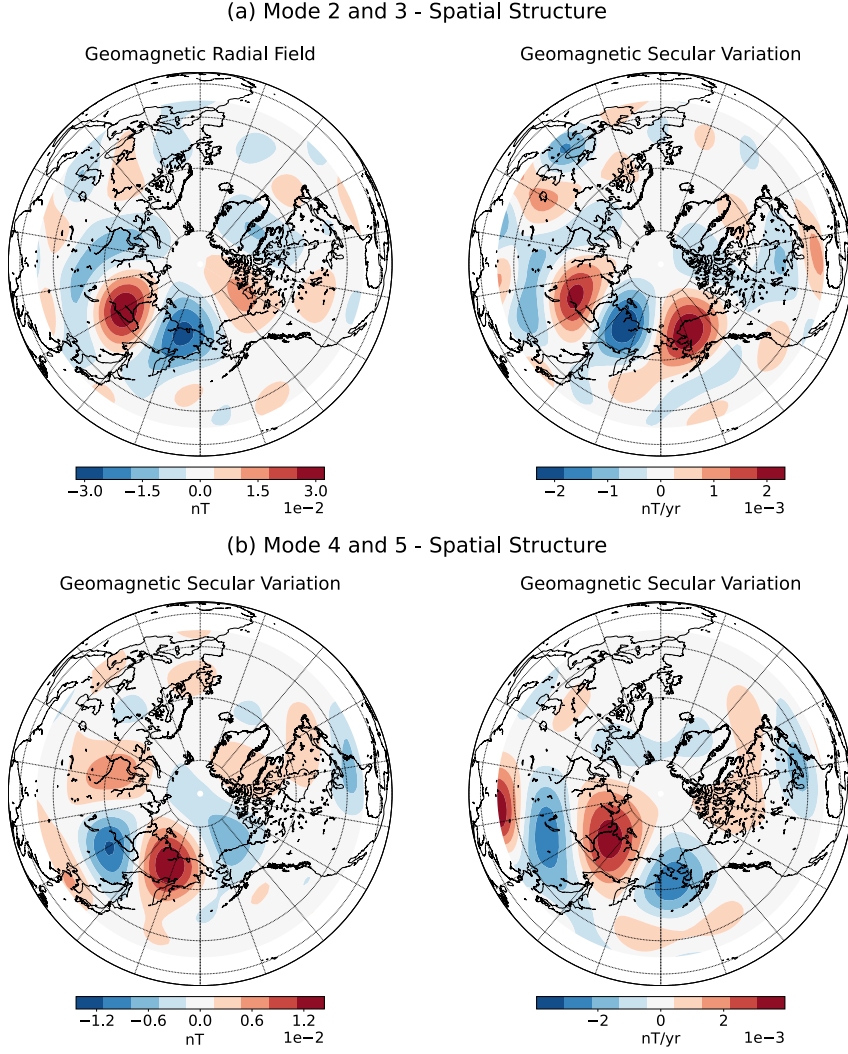 (a) Mode 2 and 3 - Spatial Structure
Geomagnetic Radial Field
Geomagnetic Secular Variation
−3.0 −1.5 0.0 1.5 3.0
nT
1e−2
−2 −1 0 1 2
nT/yr
1e−3
(b) Mode 4 and 5 - Spatial Structure
Geomagnetic Secular Variation
Geomagnetic Secular Variation
−1.2 −0.6 0.0 0.6 1.2
nT
1e−2
−2 0 2
nT/yr
1e−3